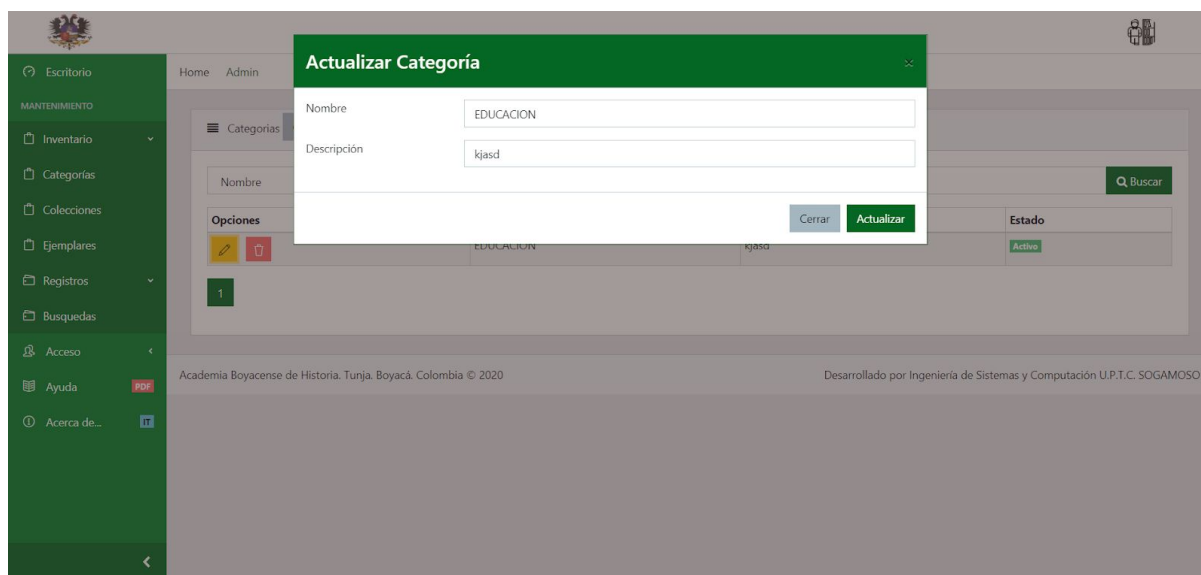 Escritorio
MANTENIMIENTO
Inventario
Categorías
Colecciones
Ejemplares
Registros
Busquedas
Acceso
Ayuda PDF
Acerca de... IT
Home Admin
Categorias
Nombre
Buscar
Opciones Estado
EDUCACION kjasd Activo
1
Actualizar Categoría ×
Nombre EDUCACION
Descripción kjasd
Cerrar Actualizar
Academia Boyacense de Historia. Tunja. Boyacá. Colombia © 2020 Desarrollado por Ingeniería de Sistemas y Computación U.P.T.C. SOGAMOSO